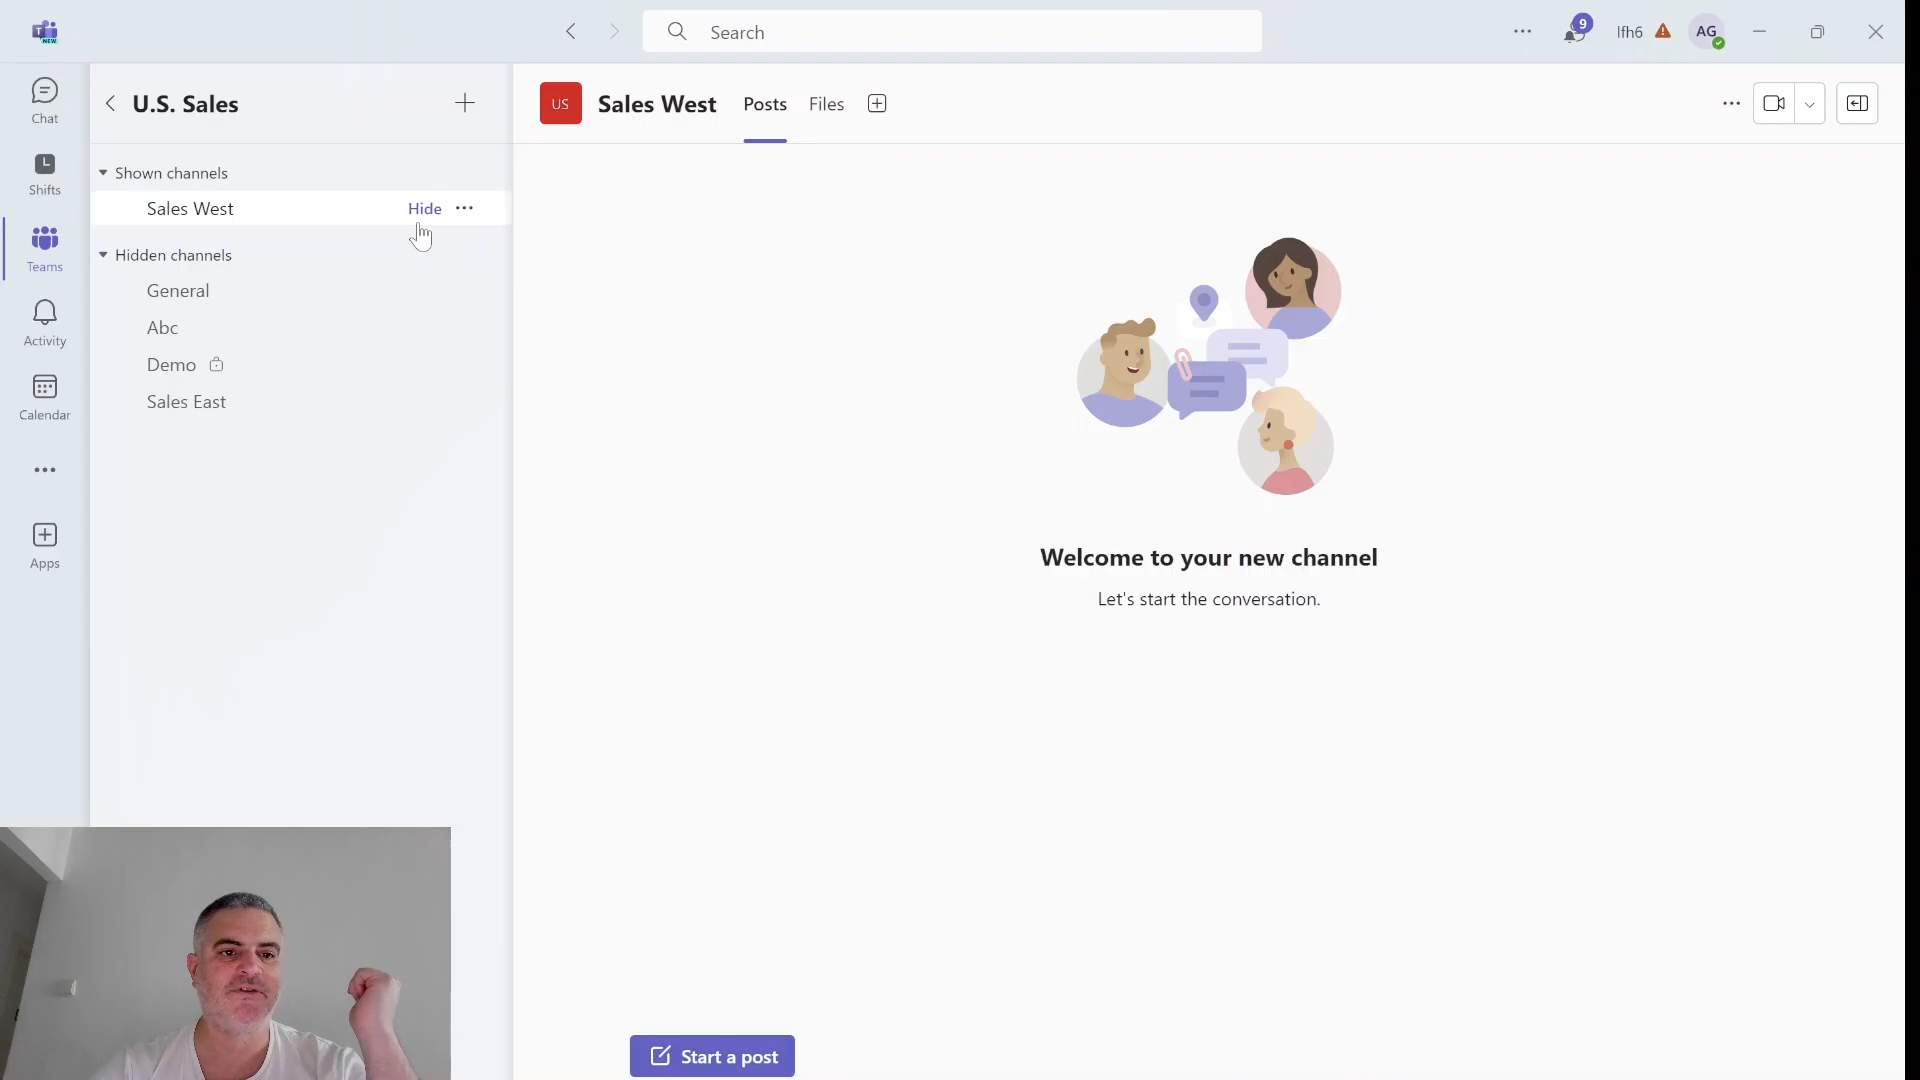 T NEW
Search
9
lfh6
AG
Chat
Shifts
Teams
Activity
Calendar
Apps
U.S. Sales
Shown channels
Sales West Hide
Hidden channels
General
Abc
Demo
Sales East
US Sales West Posts Files
Welcome to your new channel
Let's start the conversation.
Start a post